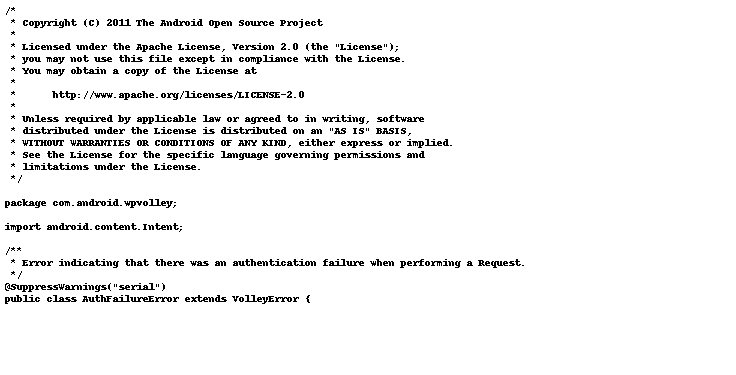 /*
 * Copyright (C) 2011 The Android Open Source Project
 *
 * Licensed under the Apache License, Version 2.0 (the "License");
 * you may not use this file except in compliance with the License.
 * You may obtain a copy of the License at
 *
 *      http://www.apache.org/licenses/LICENSE-2.0
 *
 * Unless required by applicable law or agreed to in writing, software
 * distributed under the License is distributed on an "AS IS" BASIS,
 * WITHOUT WARRANTIES OR CONDITIONS OF ANY KIND, either express or implied.
 * See the License for the specific language governing permissions and
 * limitations under the License.
 */

package com.android.wpvolley;

import android.content.Intent;

/**
 * Error indicating that there was an authentication failure when performing a Request.
 */
@SuppressWarnings("serial")
public class AuthFailureError extends VolleyError {